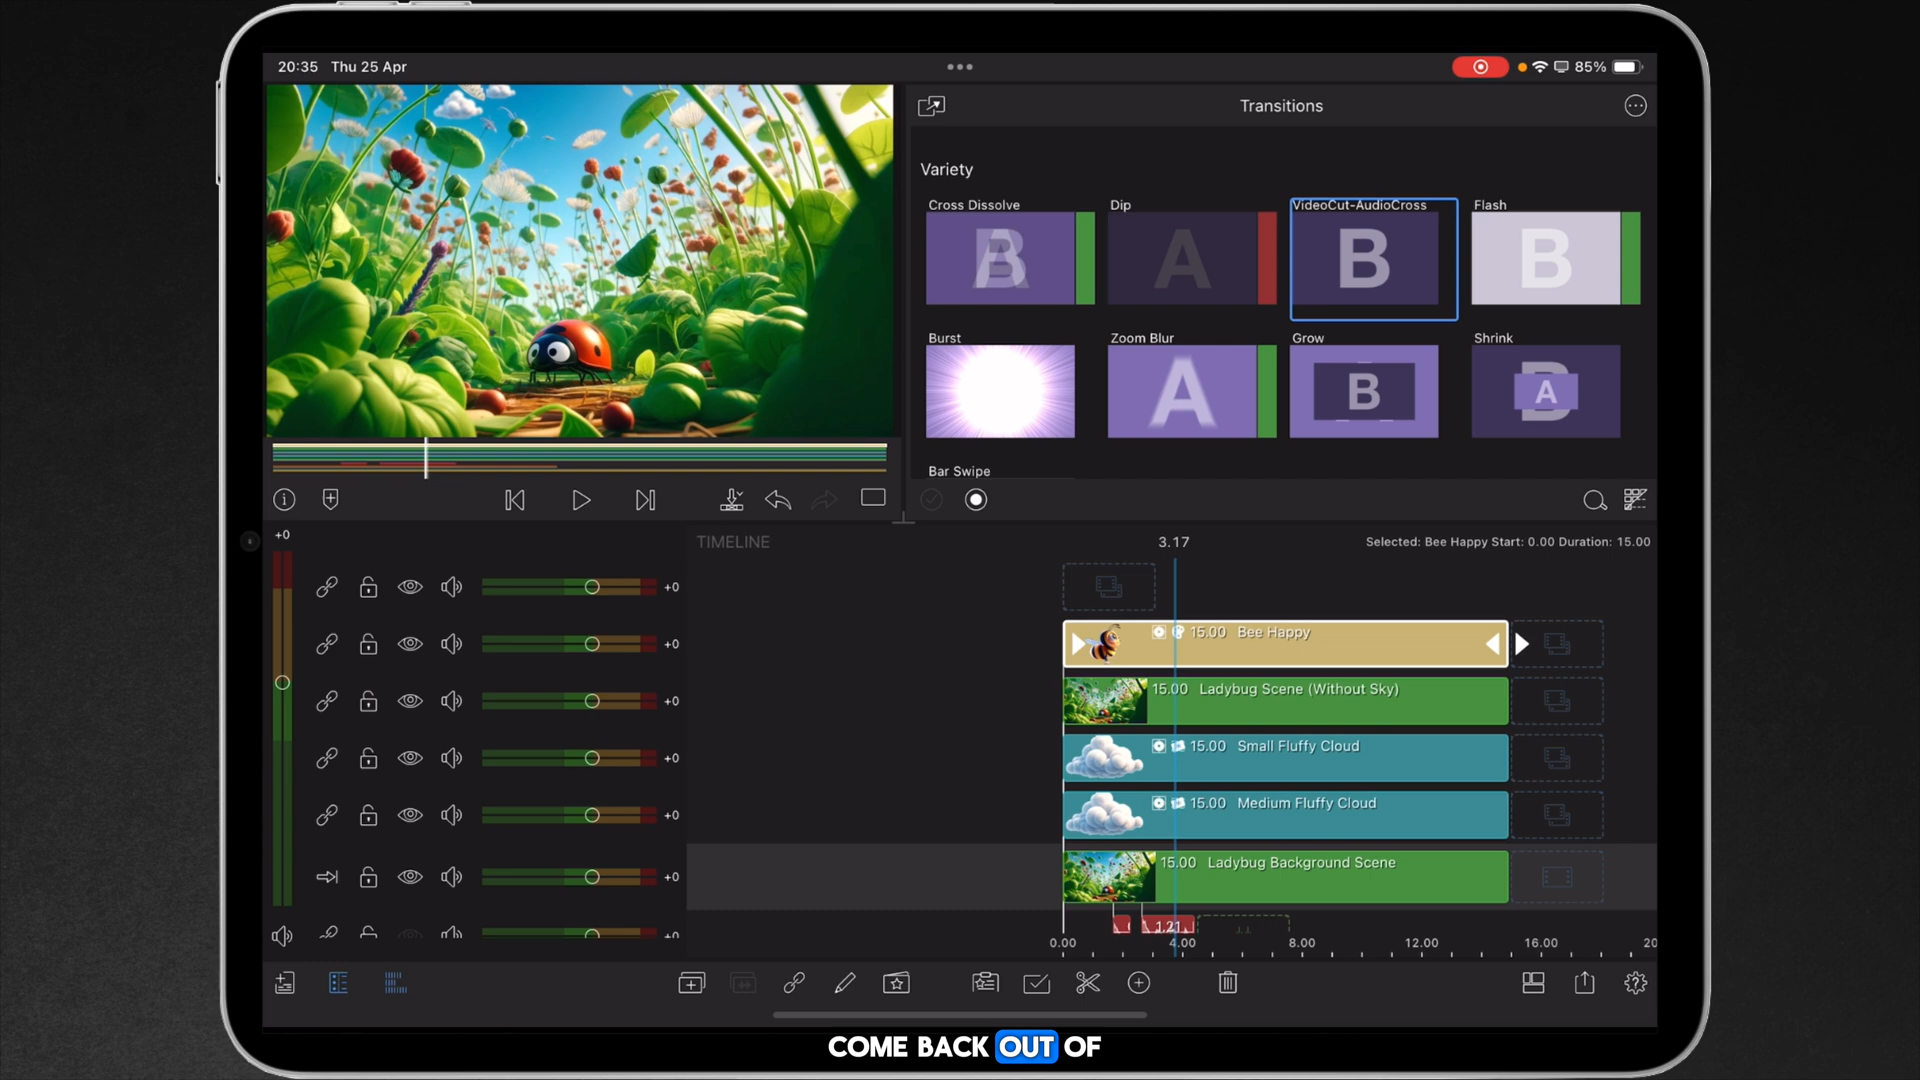 20:35 Thu 25 Apr
85%
Transitions
Variety
Cross Dissolve
Dip
VideoCut-AudioCross
Flash
B
A
B
B
Burst
Zoom Blur
Grow
Shrink
A
B
A
Bar Swipe
+0
TIMELINE
3.17
Selected: Bee Happy Start: 0.00 Duration: 15.00
+0
+0
15.00 Bee Happy
+0
15.00 Ladybug Scene (Without Sky)
+0
15.00 Small Fluffy Cloud
+0
15.00 Medium Fluffy Cloud
+0
15.00 Ladybug Background Scene
+0
1.21
0.00 4.00 8.00 12.00 16.00 20
COME BACK OUT OF